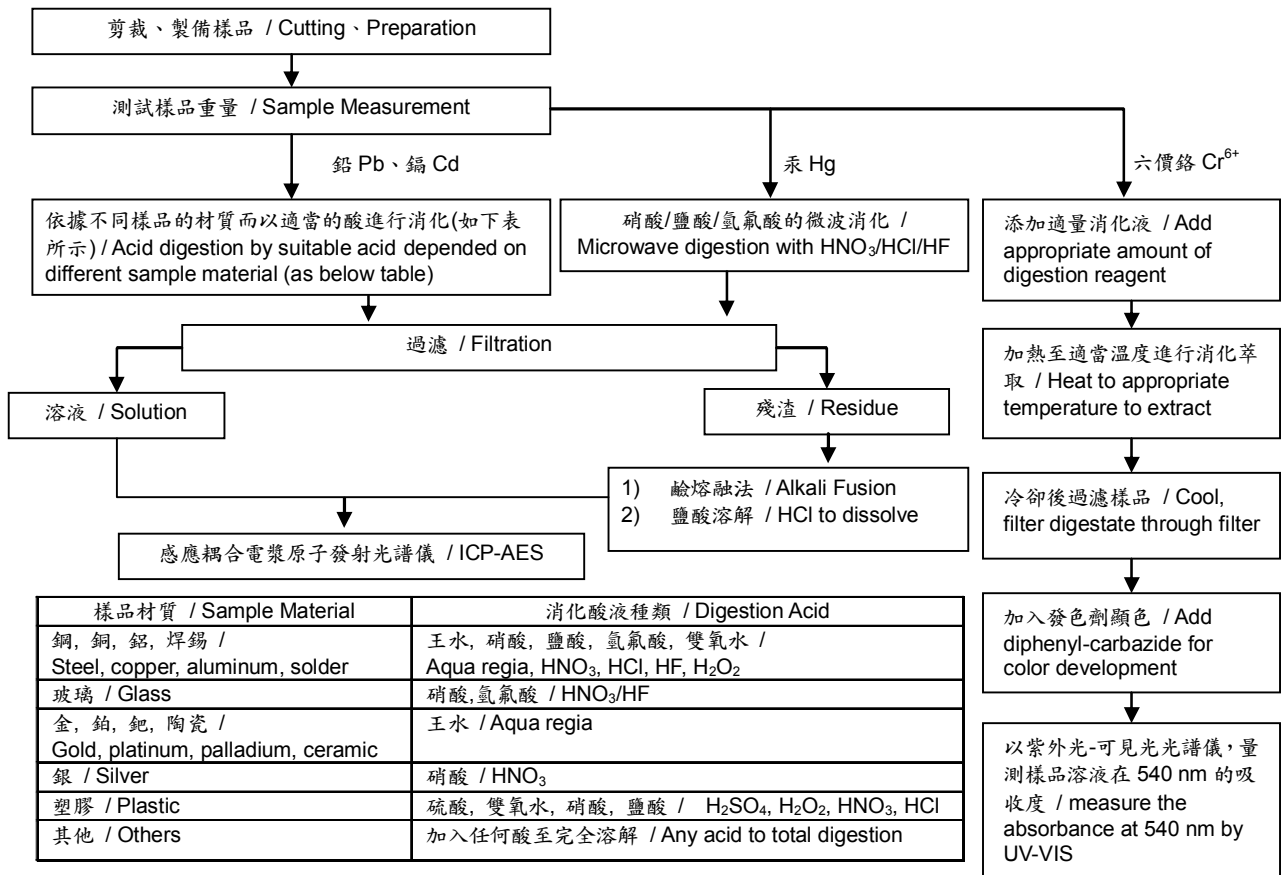 剪裁、製備樣品 / Cutting、Preparation
測試樣品重量 / Sample Measurement
鉛 Pb、鎘 Cd
汞 Hg
六價鉻 Cr⁶⁺
依據不同樣品的材質而以適當的酸進行消化(如下表
所示) / Acid digestion by suitable acid depended on
different sample material (as below table)
硝酸/鹽酸/氫氟酸的微波消化 /
Microwave digestion with HNO₃/HCl/HF
添加適量消化液 / Add
appropriate amount of
digestion reagent
過濾 / Filtration
加熱至適當溫度進行消化萃
取 / Heat to appropriate
temperature to extract
溶液 / Solution
殘渣 / Residue
1) 鹼熔融法 / Alkali Fusion
2) 鹽酸溶解 / HCl to dissolve
冷卻後過濾樣品 / Cool,
filter digestate through filter
感應耦合電漿原子發射光譜儀 / ICP-AES
加入發色劑顯色 / Add
diphenyl-carbazide for
color development
以紫外光-可見光光譜儀，量
測樣品溶液在 540 nm 的吸
收度 / measure the
absorbance at 540 nm by
UV-VIS
樣品材質 / Sample Material
消化酸液種類 / Digestion Acid
鋼, 銅, 鋁, 焊錫 /
Steel, copper, aluminum, solder
王水, 硝酸, 鹽酸, 氫氟酸, 雙氧水 /
Aqua regia, HNO₃, HCl, HF, H₂O₂
玻璃 / Glass
硝酸,氫氟酸 / HNO₃/HF
金, 鉑, 鈀, 陶瓷 /
Gold, platinum, palladium, ceramic
王水 / Aqua regia
銀 / Silver
硝酸 / HNO₃
塑膠 / Plastic
硫酸, 雙氧水, 硝酸, 鹽酸 / H₂SO₄, H₂O₂, HNO₃, HCl
其他 / Others
加入任何酸至完全溶解 / Any acid to total digestion